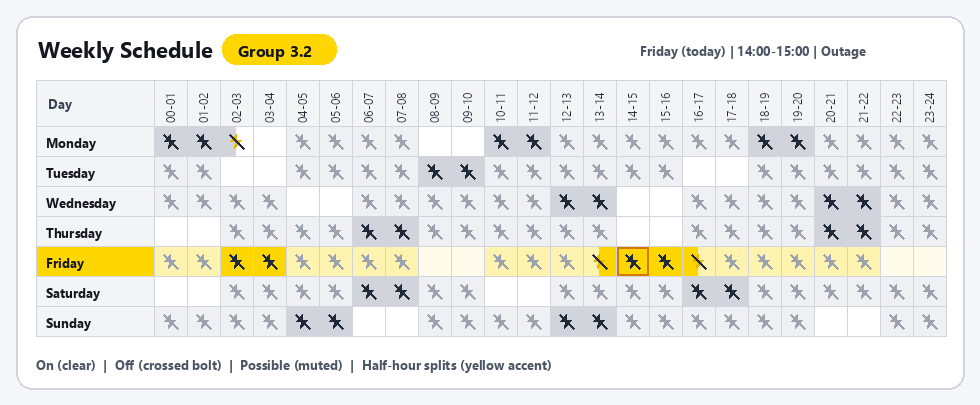 Weekly Schedule Group 3.2 Friday (today) | 14:00-15:00 | Outage
Day 00-01 01-02 02-03 03-04 04-05 05-06 06-07 07-08 08-09 09-10 10-11 11-12 12-13 13-14 14-15 15-16 16-17 17-18 18-19 19-20 20-21 21-22 22-23 23-24
Monday
Tuesday
Wednesday
Thursday
Friday
Saturday
Sunday
On (clear) | Off (crossed bolt) | Possible (muted) | Half-hour splits (yellow accent)